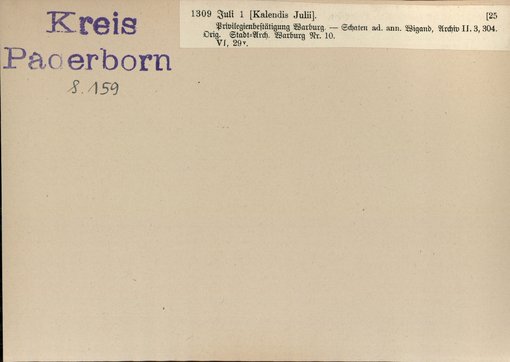 Kreis
Paderborn
S. 159
1309 Juli 1 [Kalendis Julii]. [25
Privilegienbestätigung Warburg. — Schaten ad. ann. Wigand, Archiv II. 3, 304.
Orig. Stadt-Arch. Warburg Nr. 10.
VI, 29v.